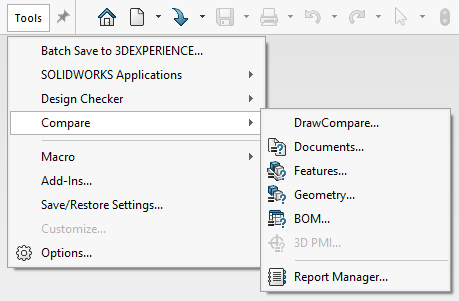 Tools
Batch Save to 3DEXPERIENCE...
SOLIDWORKS Applications
Design Checker
Compare
Macro
Add-Ins...
Save/Restore Settings...
Customize...
Options...
DrawCompare...
Documents...
Features...
Geometry...
BOM...
3D PMI...
Report Manager...